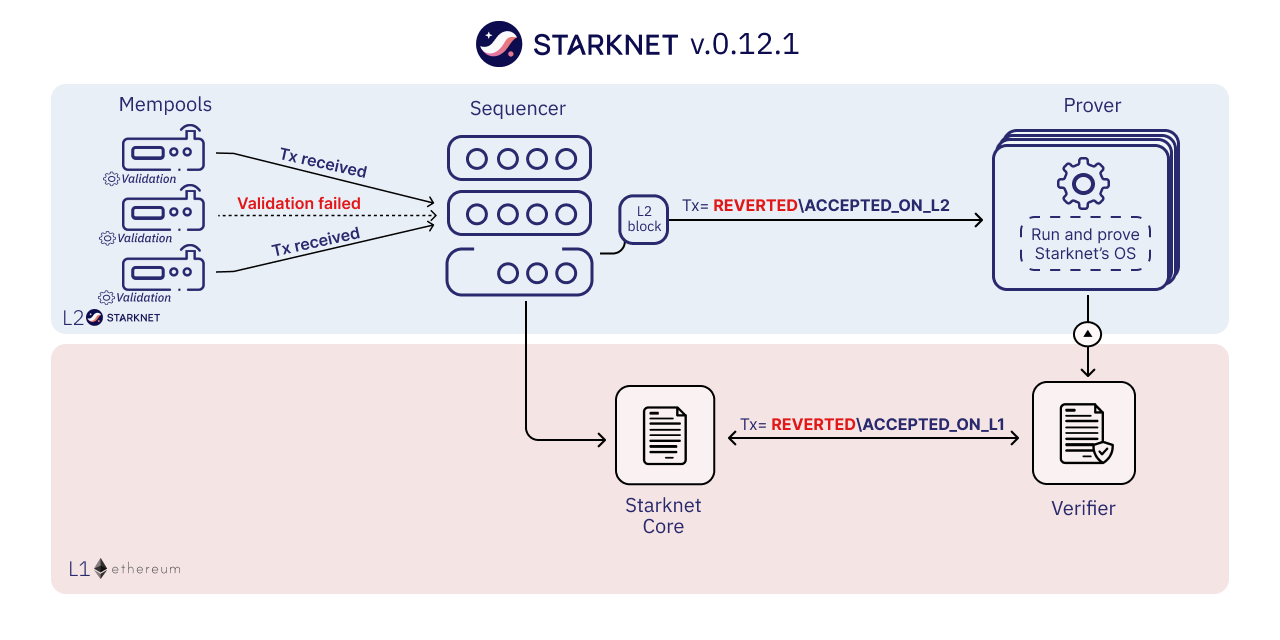 STARKNET v.0.12.1
Mempools
Sequencer
Prover
Tx received
Validation
Validation failed
Validation
Tx received
Validation
L2
block
Tx= REVERTED\ACCEPTED_ON_L2
Run and prove
Starknet's OS
L2 STARKNET
Tx= REVERTED\ACCEPTED_ON_L1
Starknet
Core
Verifier
L1 ethereum